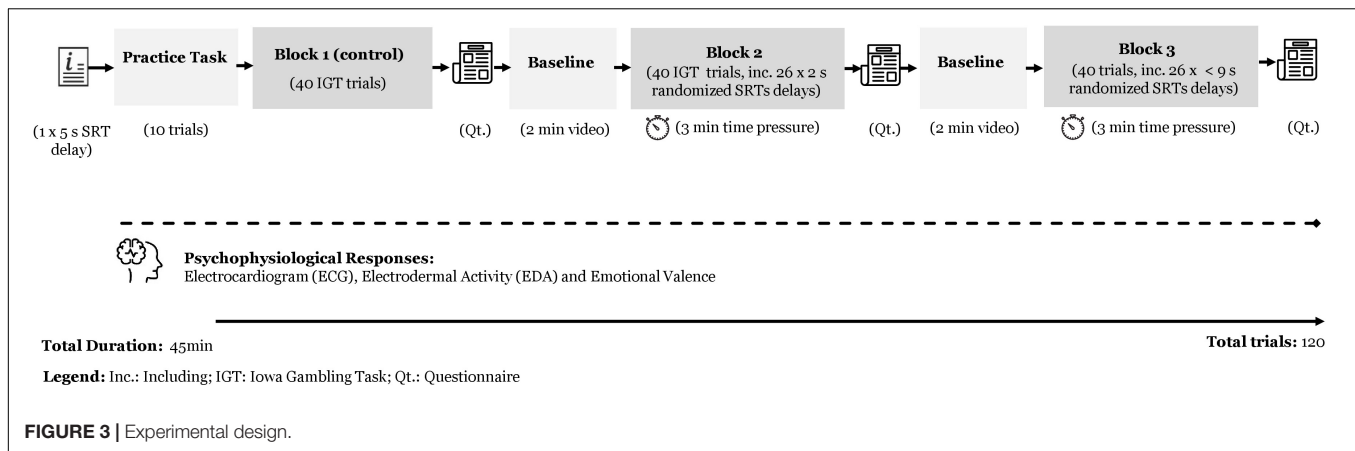 i
(1 x 5 s SRT
delay)
Practice Task
(10 trials)
Block 1 (control)
(40 IGT trials)
(Qt.)
Baseline
(2 min video)
Block 2
(40 IGT trials, inc. 26 x 2 s
randomized SRTs delays)
(3 min time pressure)
(Qt.)
Baseline
(2 min video)
Block 3
(40 trials, inc. 26 x < 9 s
randomized SRTs delays)
(3 min time pressure)
(Qt.)
Psychophysiological Responses:
Electrocardiogram (ECG), Electrodermal Activity (EDA) and Emotional Valence
Total Duration: 45min
Total trials: 120
Legend: Inc.: Including; IGT: Iowa Gambling Task; Qt.: Questionnaire
FIGURE 3 | Experimental design.